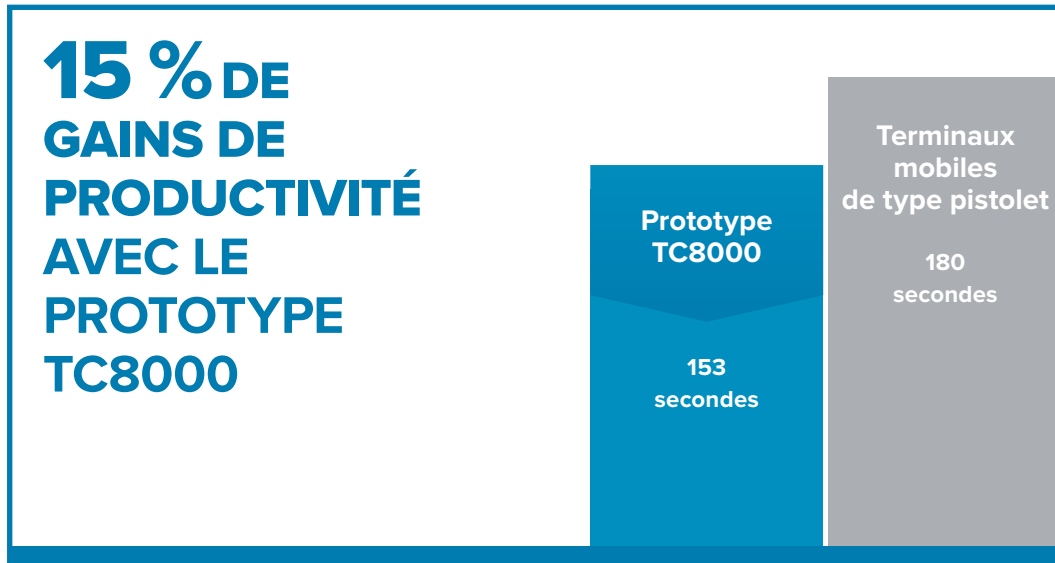 15 % DE
GAINS DE
PRODUCTIVITÉ
AVEC LE
PROTOTYPE
TC8000
Prototype
TC8000
153
secondes
Terminaux
mobiles
de type pistolet
180
secondes